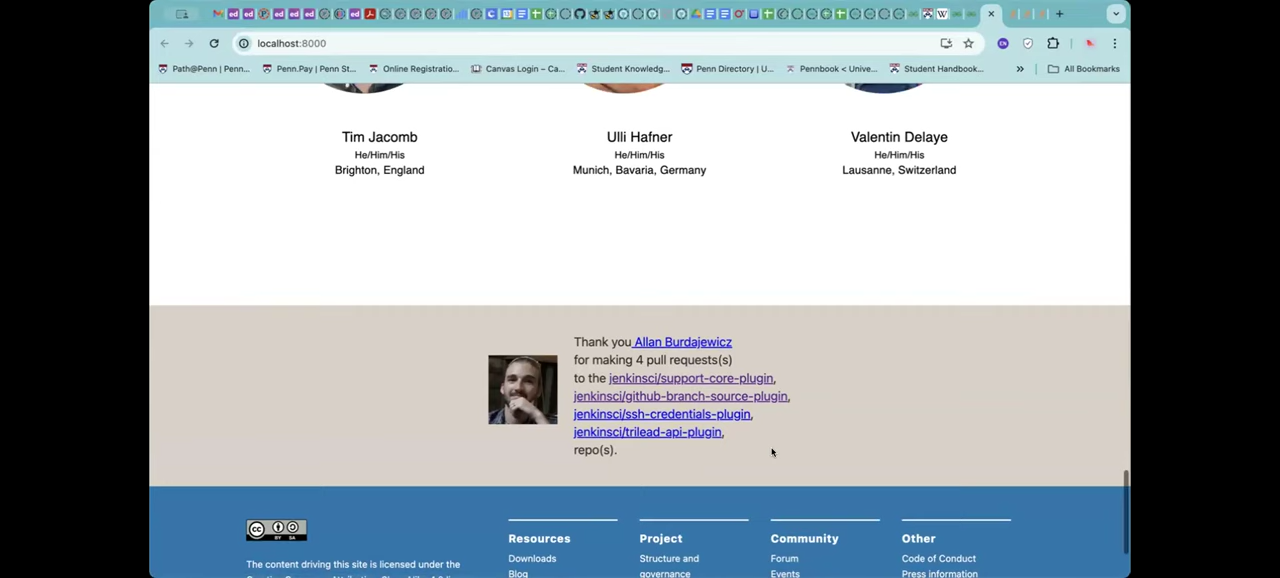 localhost:8000
Path@Penn | Penn...
Penn.Pay | Penn St...
Online Registratio...
Canvas Login – Ca...
Student Knowledg...
Penn Directory | U...
Pennbook < Unive...
Student Handbook...
»
All Bookmarks
Tim Jacomb
He/Him/His
Brighton, England
Ulli Hafner
He/Him/His
Munich, Bavaria, Germany
Valentin Delaye
He/Him/His
Lausanne, Switzerland
Thank you Allan Burdajewicz
for making 4 pull requests(s)
to the jenkinsci/support-core-plugin,
jenkinsci/github-branch-source-plugin,
jenkinsci/ssh-credentials-plugin,
jenkinsci/trilead-api-plugin,
repo(s).
cc
BY SA
The content driving this site is licensed under the
Resources
Downloads
Blog
Project
Structure and
governance
Community
Forum
Events
Other
Code of Conduct
Press information